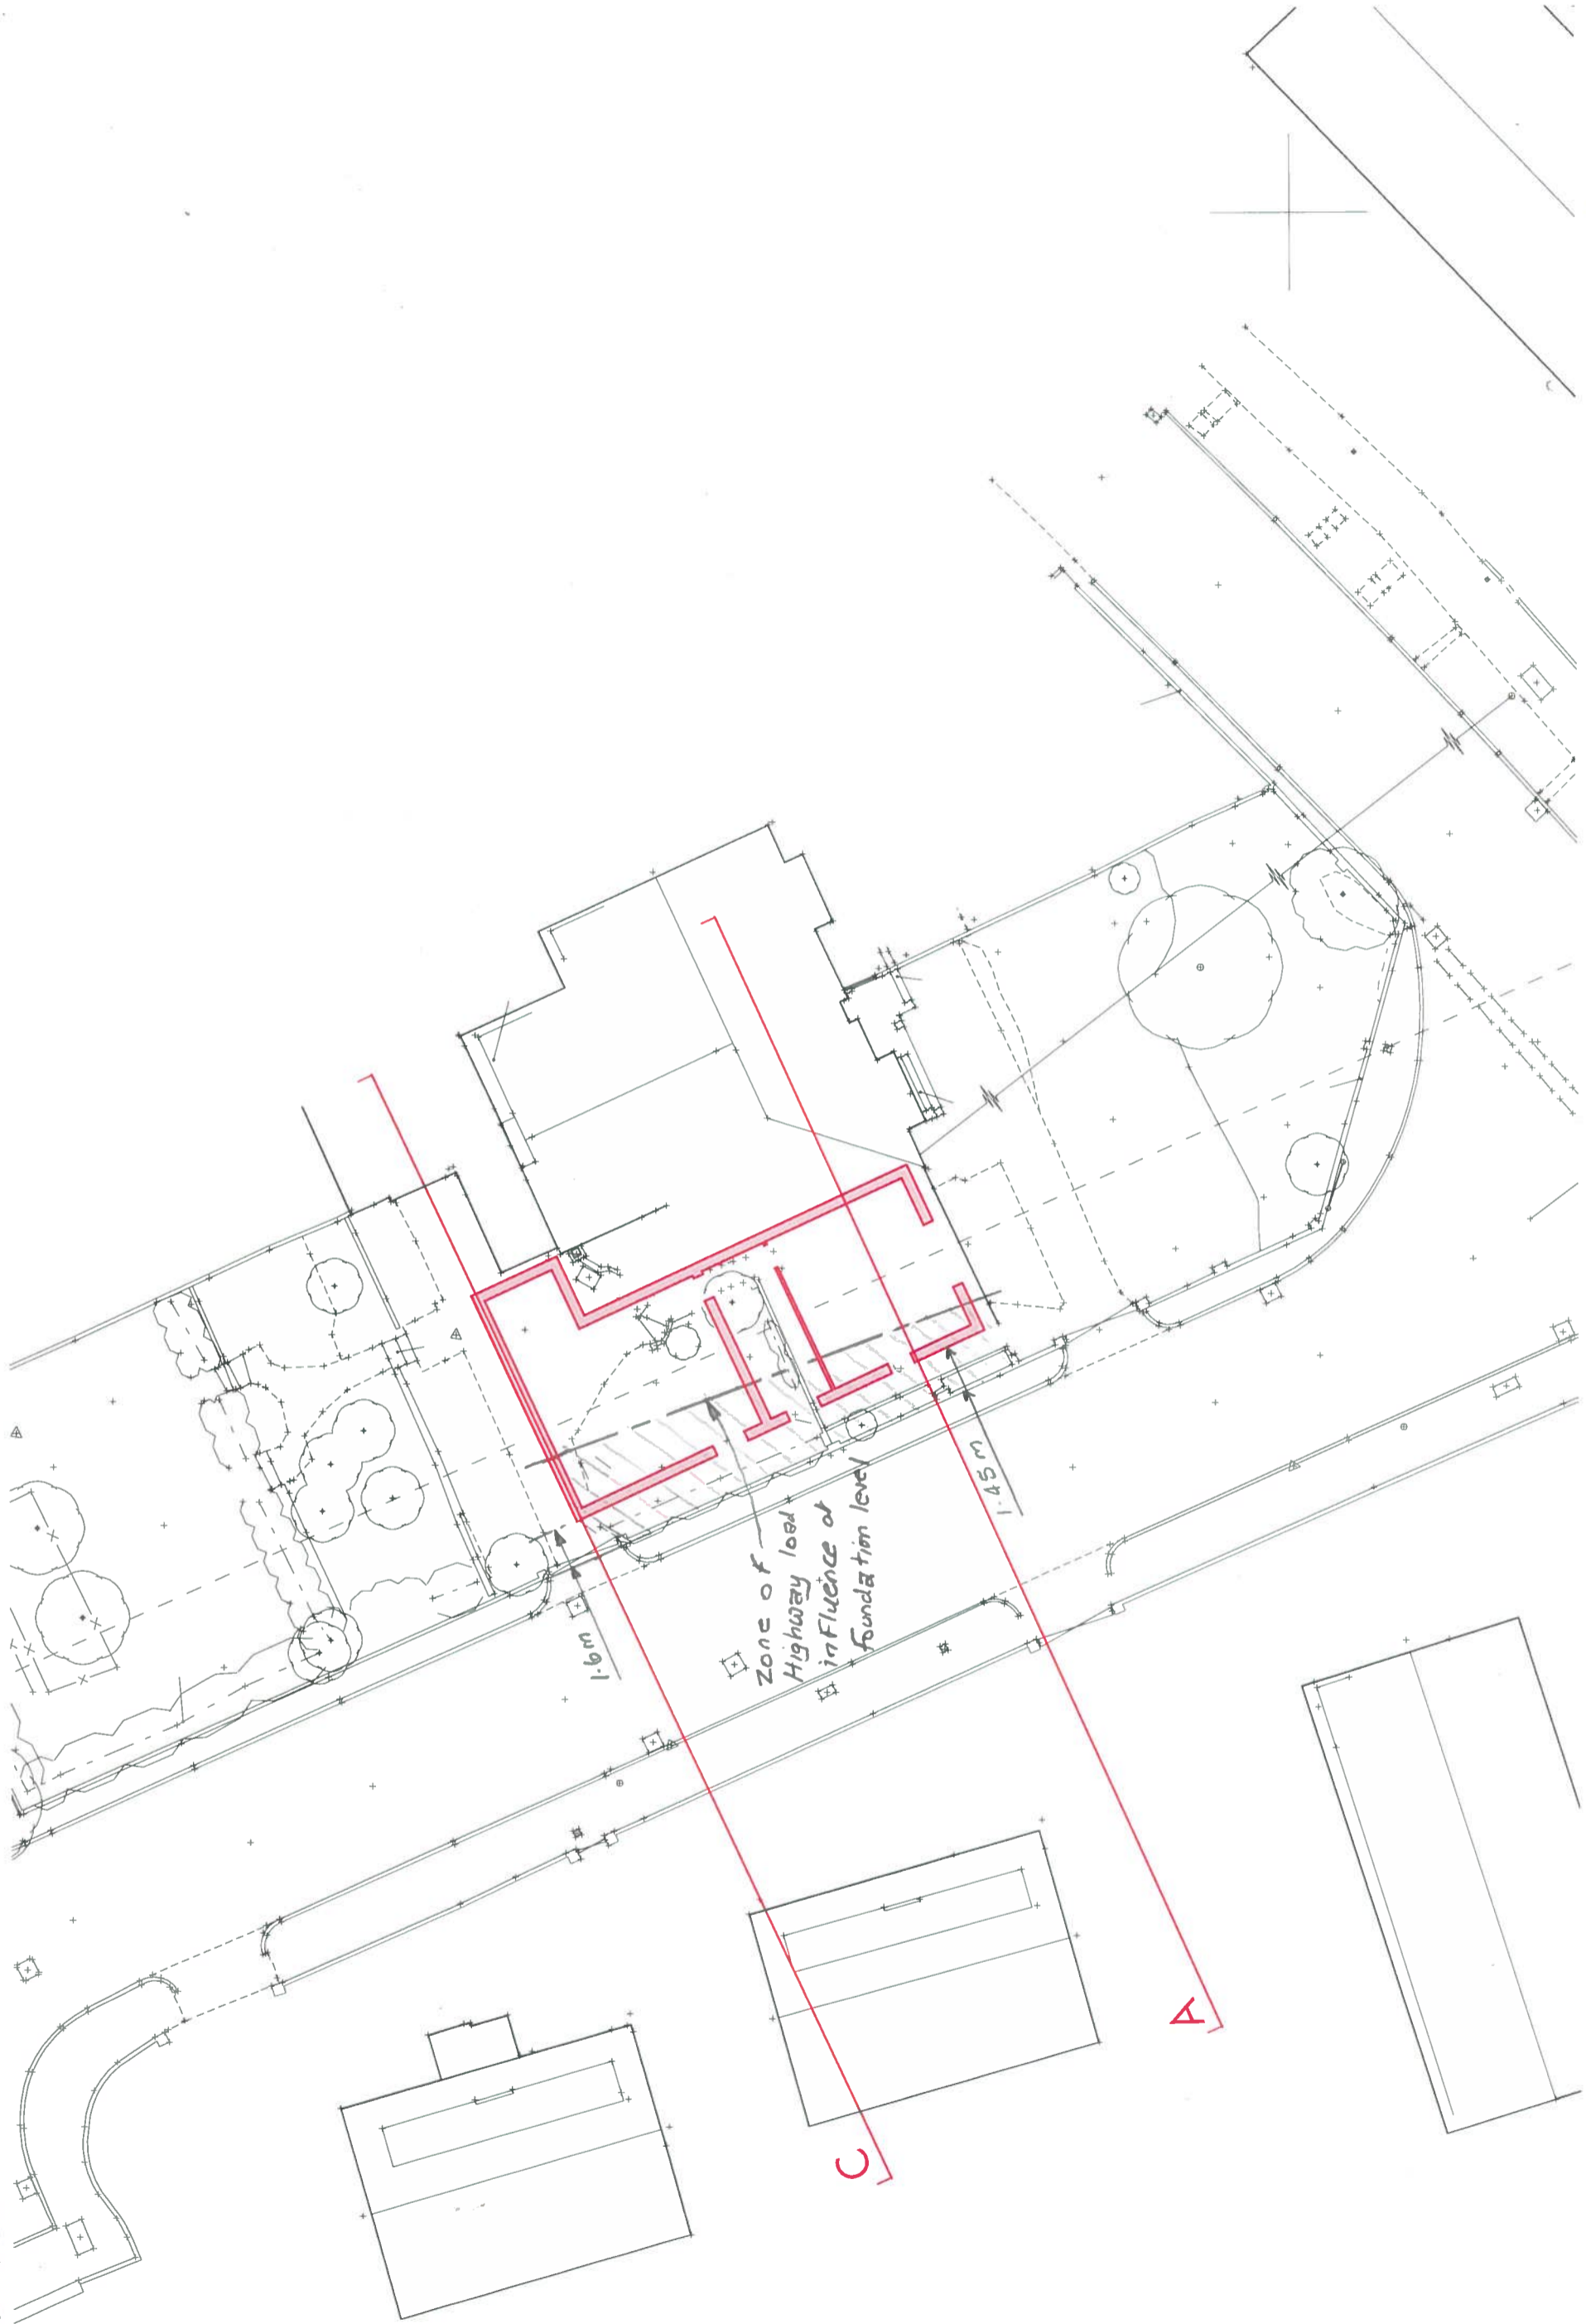 1.6m
Zone of
Highway load
influence at
foundation level
1.45m
C
A